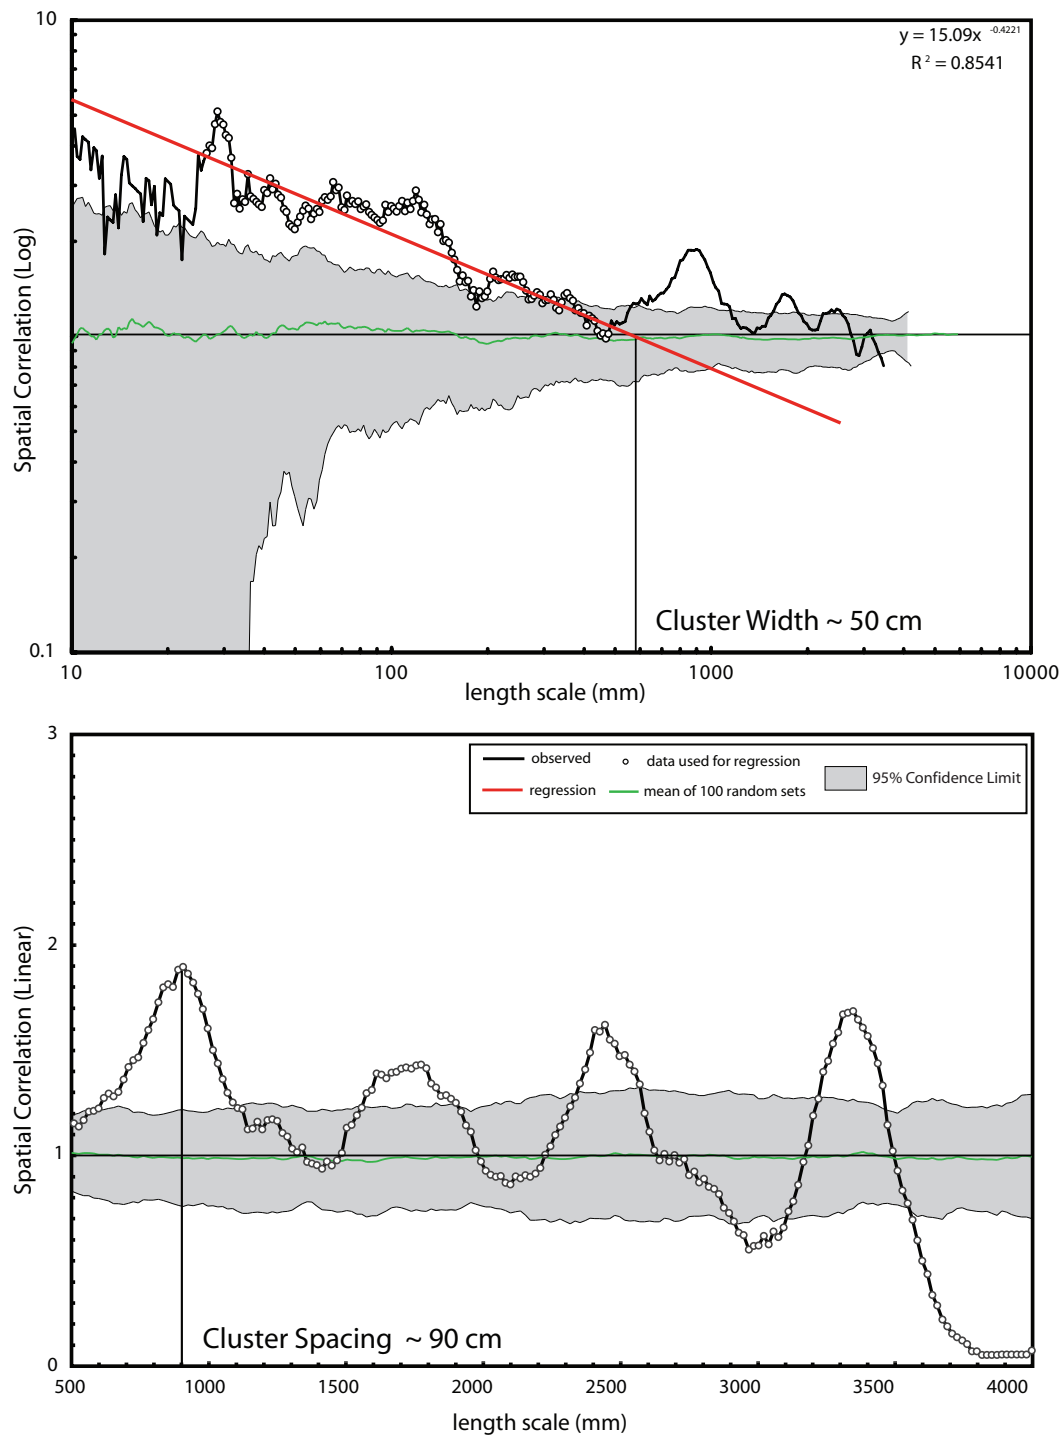 10
y = 15.09x -0.4221
R 2 = 0.8541
Spatial Correlation (Log)
0.1
Cluster Width ~ 50 cm
10 100 1000 10000
length scale (mm)
3
observed data used for regression 95% Confidence Limit
regression mean of 100 random sets
2
Spatial Correlation (Linear)
1
Cluster Spacing ~ 90 cm
0
500 1000 1500 2000 2500 3000 3500 4000
length scale (mm)